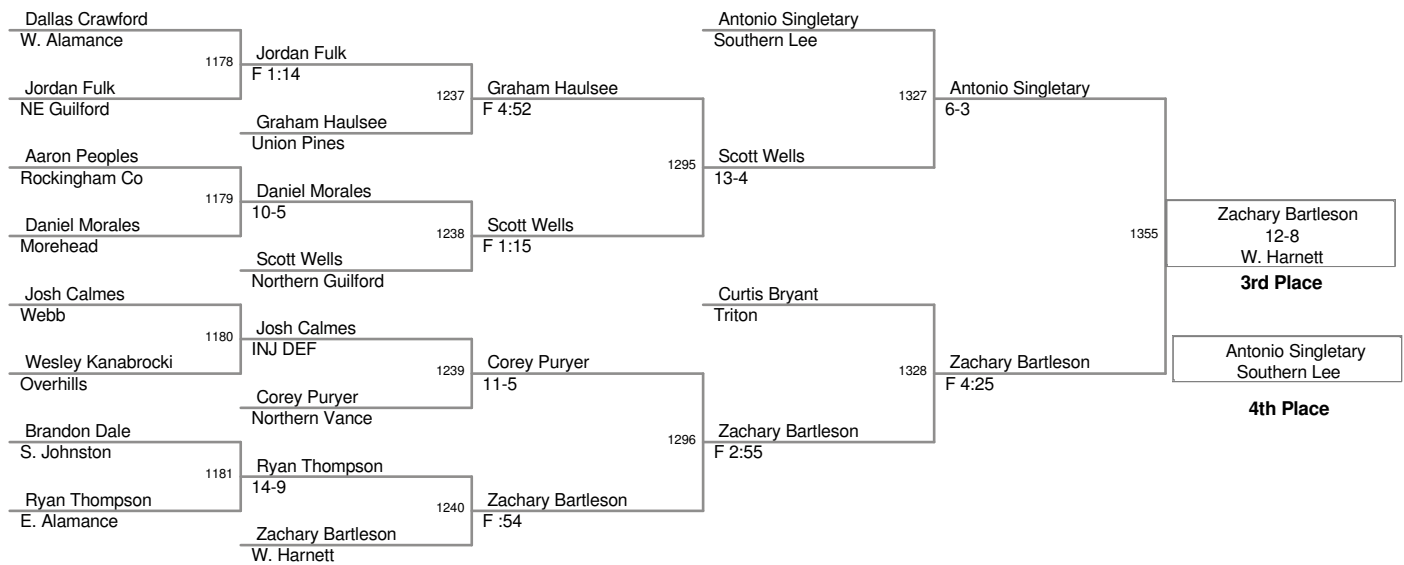 Dallas Crawford
W. Alamance
1178
Jordan Fulk
NE Guilford
Jordan Fulk
F 1:14
1237
Graham Haulsee
Union Pines
Aaron Peoples
Rockingham Co
1179
Daniel Morales
Morehead
Daniel Morales
10-5
1238
Scott Wells
Northern Guilford
Josh Calmes
Webb
1180
Wesley Kanabrocki
Overhills
Josh Calmes
INJ DEF
1239
Corey Puryer
Northern Vance
Brandon Dale
S. Johnston
1181
Ryan Thompson
E. Alamance
Ryan Thompson
14-9
1240
Zachary Bartleson
W. Harnett
Graham Haulsee
F 4:52
1295
Scott Wells
F 1:15
Corey Puryer
11-5
1296
Zachary Bartleson
F :54
Antonio Singletary
Southern Lee
1327
Scott Wells
13-4
Curtis Bryant
Triton
1328
Zachary Bartleson
F 2:55
Antonio Singletary
6-3
1355
Zachary Bartleson
F 4:25
Zachary Bartleson
12-8
W. Harnett
3rd Place
Antonio Singletary
Southern Lee
4th Place